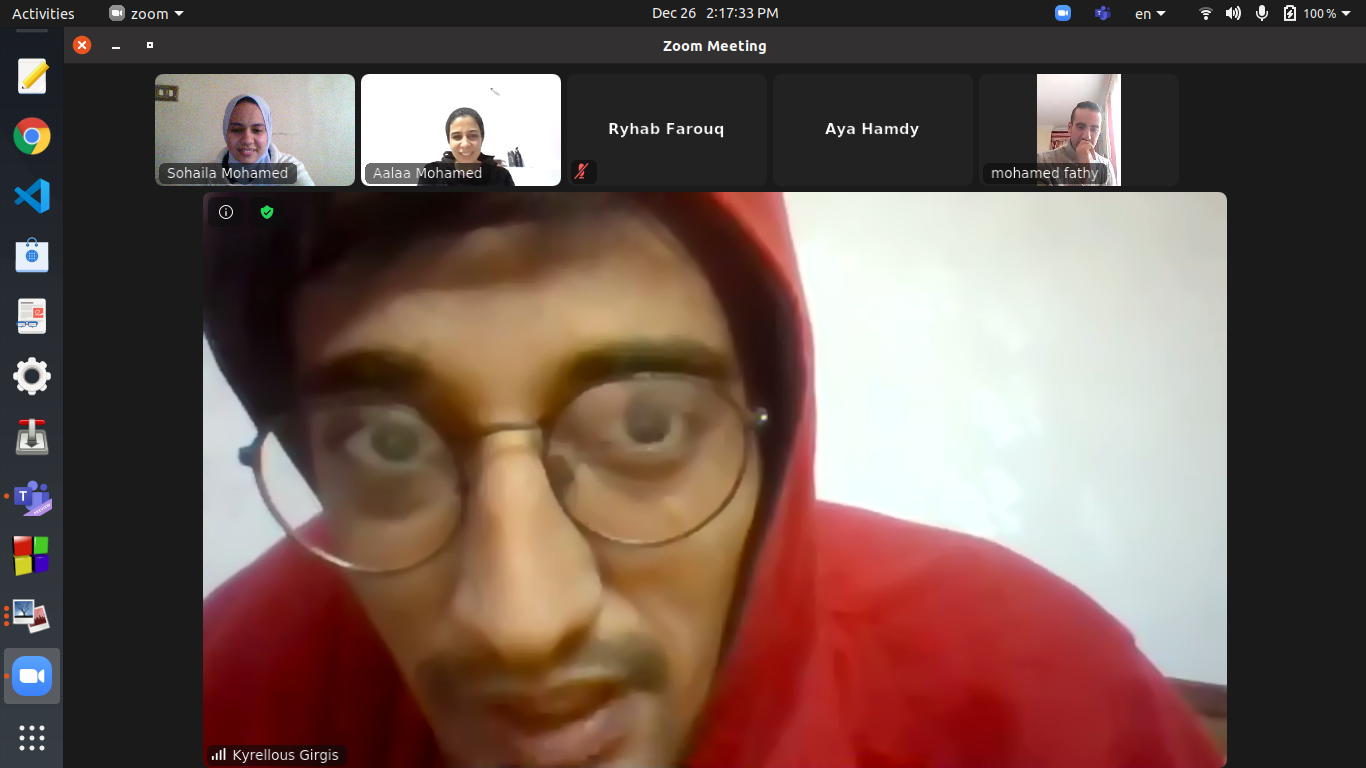 Activities
zoom
Dec 26 2:17:33 PM
en
100 %
Zoom Meeting
Sohaila Mohamed
Aalaa Mohamed
Ryhab Farouq
Aya Hamdy
mohamed fathy
Kyrellous Girgis